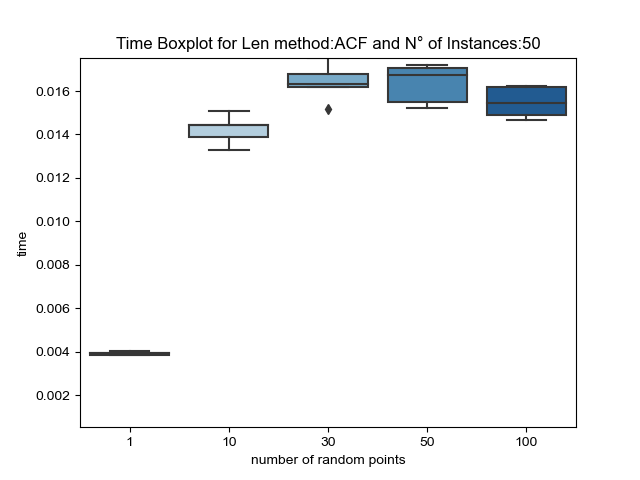 Time Boxplot for Len method:ACF and N° of Instances:50
0.016
0.014
0.012
0.010
0.008
0.006
0.004
0.002
time
1 10 30 50 100
number of random points